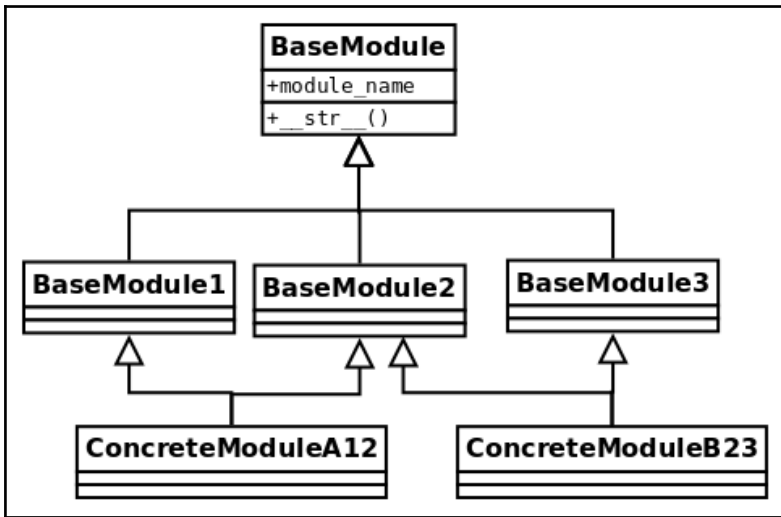 BaseModule
+module_name
+__str__()
BaseModule1
BaseModule2
BaseModule3
ConcreteModuleA12
ConcreteModuleB23